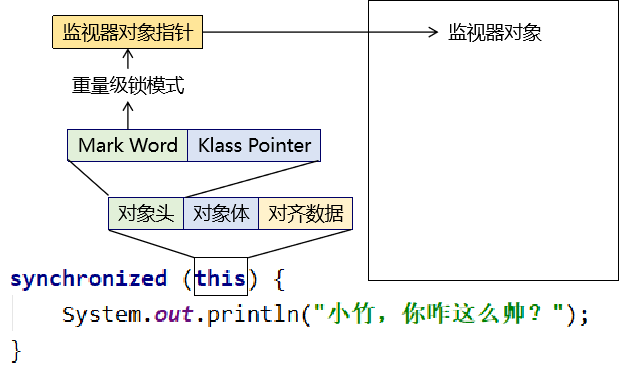 监视器对象指针
监视器对象
重量级锁模式
Mark Word Klass Pointer
对象头 对象体 对齐数据
synchronized (this) {
System.out.println("小竹，你咋这么帅？");
}